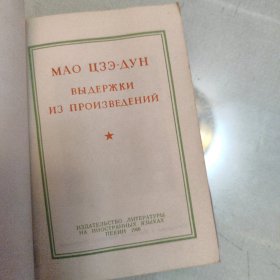 МАО ЦЗЭ-ДУН
ВЫДЕРЖКИ
ИЗ ПРОИЗВЕДЕНИЙ
ИЗДАТЕЛЬСТВО ЛИТЕРАТУРЫ
НА ИНОСТРАННЫХ ЯЗЫКАХ
ПЕКИН